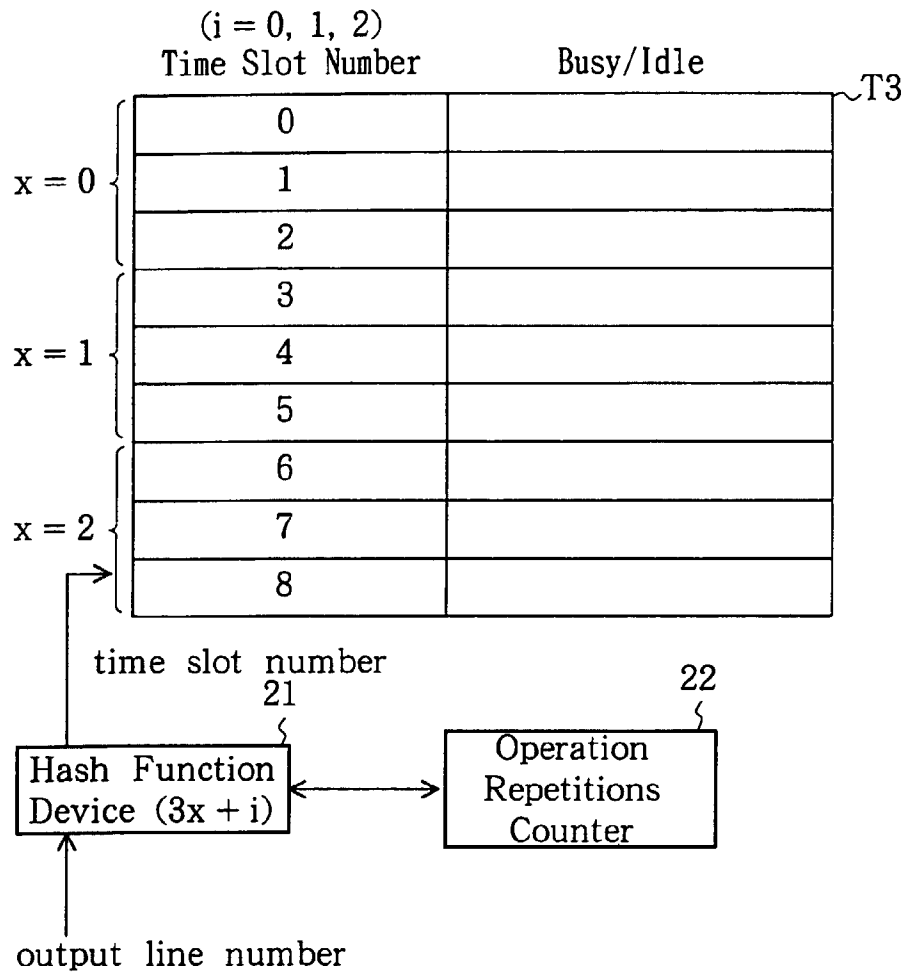 (i = 0, 1, 2)
Time Slot Number Busy/Idle
T3
0
x = 0 1
2
3
x = 1 4
5
6
x = 2 7
8
time slot number
21 22
Hash Function
Device (3x + i)
Operation
Repetitions
Counter
output line number